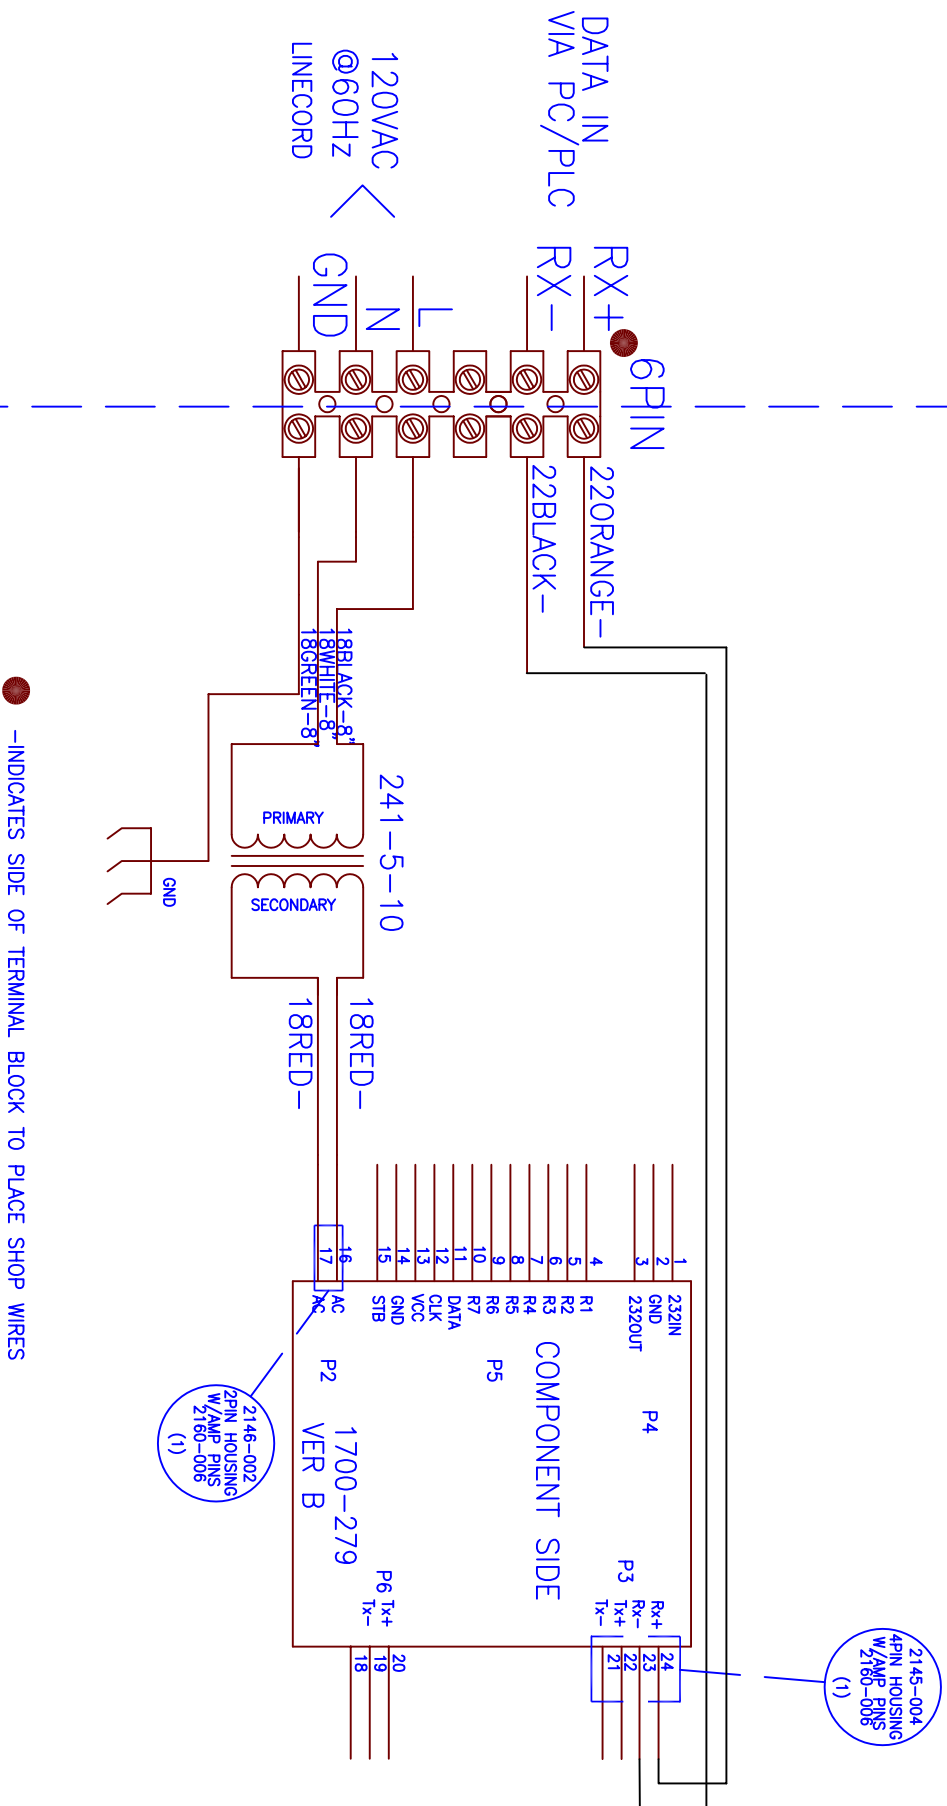 DATA IN
VIA PC/PLC
RX+
RX-
120VAC
@60Hz
LINECORD
L
N
GND
6PIN
22ORANGE-
22BLACK-
18BLACK-8"
18WHITE-8"
18GREEN-8"
241-5-10
PRIMARY
SECONDARY
GND
18RED-
18RED-
1
2
3
4
5
6
7
8
9
10
11
12
13
14
15
16
17
232IN
GND
232OUT
R1
R2
R3
R4
R5
R6
R7
DATA
CLK
VCC
GND
STB
AC
AC
P4
P5
P2
COMPONENT SIDE
1700-279
VER B
P3
Rx+
Rx-
Tx+
Tx-
P6
Tx+
Tx-
24
23
22
21
20
19
18
2146-002
2PIN HOUSING
W/AMP PINS
2160-006
(1)
2145-004
4PIN HOUSING
W/AMP PINS
2160-006
(1)
-INDICATES SIDE OF TERMINAL BLOCK TO PLACE SHOP WIRES